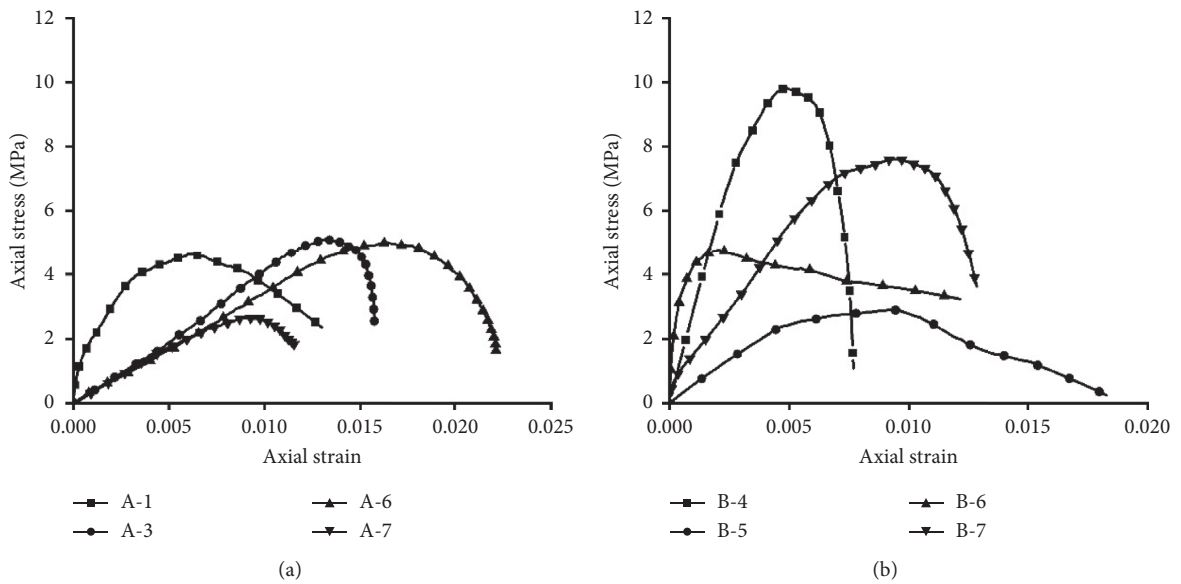 12
10
8
6
4
2
0
Axial stress (MPa)
0.000 0.005 0.010 0.015 0.020 0.025
Axial strain
A-1 A-6
A-3 A-7
(a)
12
10
8
6
4
2
0
Axial stress (MPa)
0.000 0.005 0.010 0.015 0.020
Axial strain
B-4 B-6
B-5 B-7
(b)